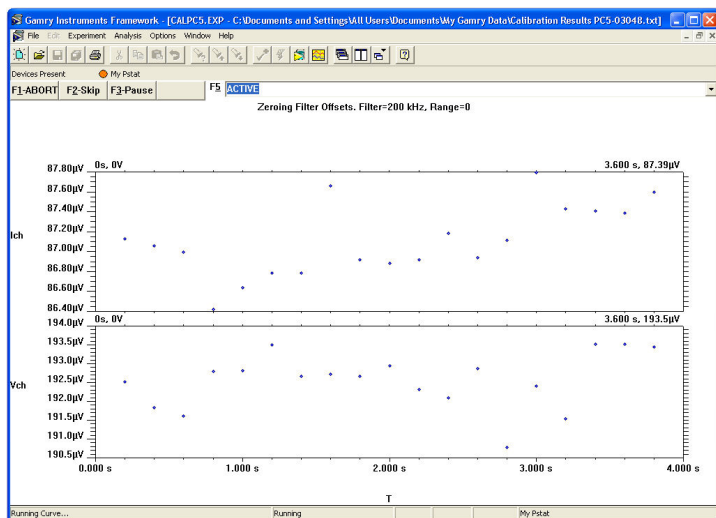 Gamry Instruments Framework - [CALPC5.EXP - C:\Documents and Settings\All Users\Documents\My Gamry Data\Calibration Results PC5-03048.txt]
File Edit Experiment Analysis Options Window Help
Devices Present My Pstat
F1-ABORT F2-Skip F3-Pause F5 ACTIVE
Zeroing Filter Offsets. Filter=200 kHz, Range=0
87.80µV 0s, 0V 3.600 s, 87.39µV
87.60µV
87.40µV
87.20µV
Ich
87.00µV
86.80µV
86.60µV
86.40µV
194.0µV 0s, 0V 3.600 s, 193.5µV
193.5µV
193.0µV
192.5µV
Vch
192.0µV
191.5µV
191.0µV
190.5µV
0.000 s 1.000 s 2.000 s 3.000 s 4.000 s
T
Running Curve... Running My Pstat